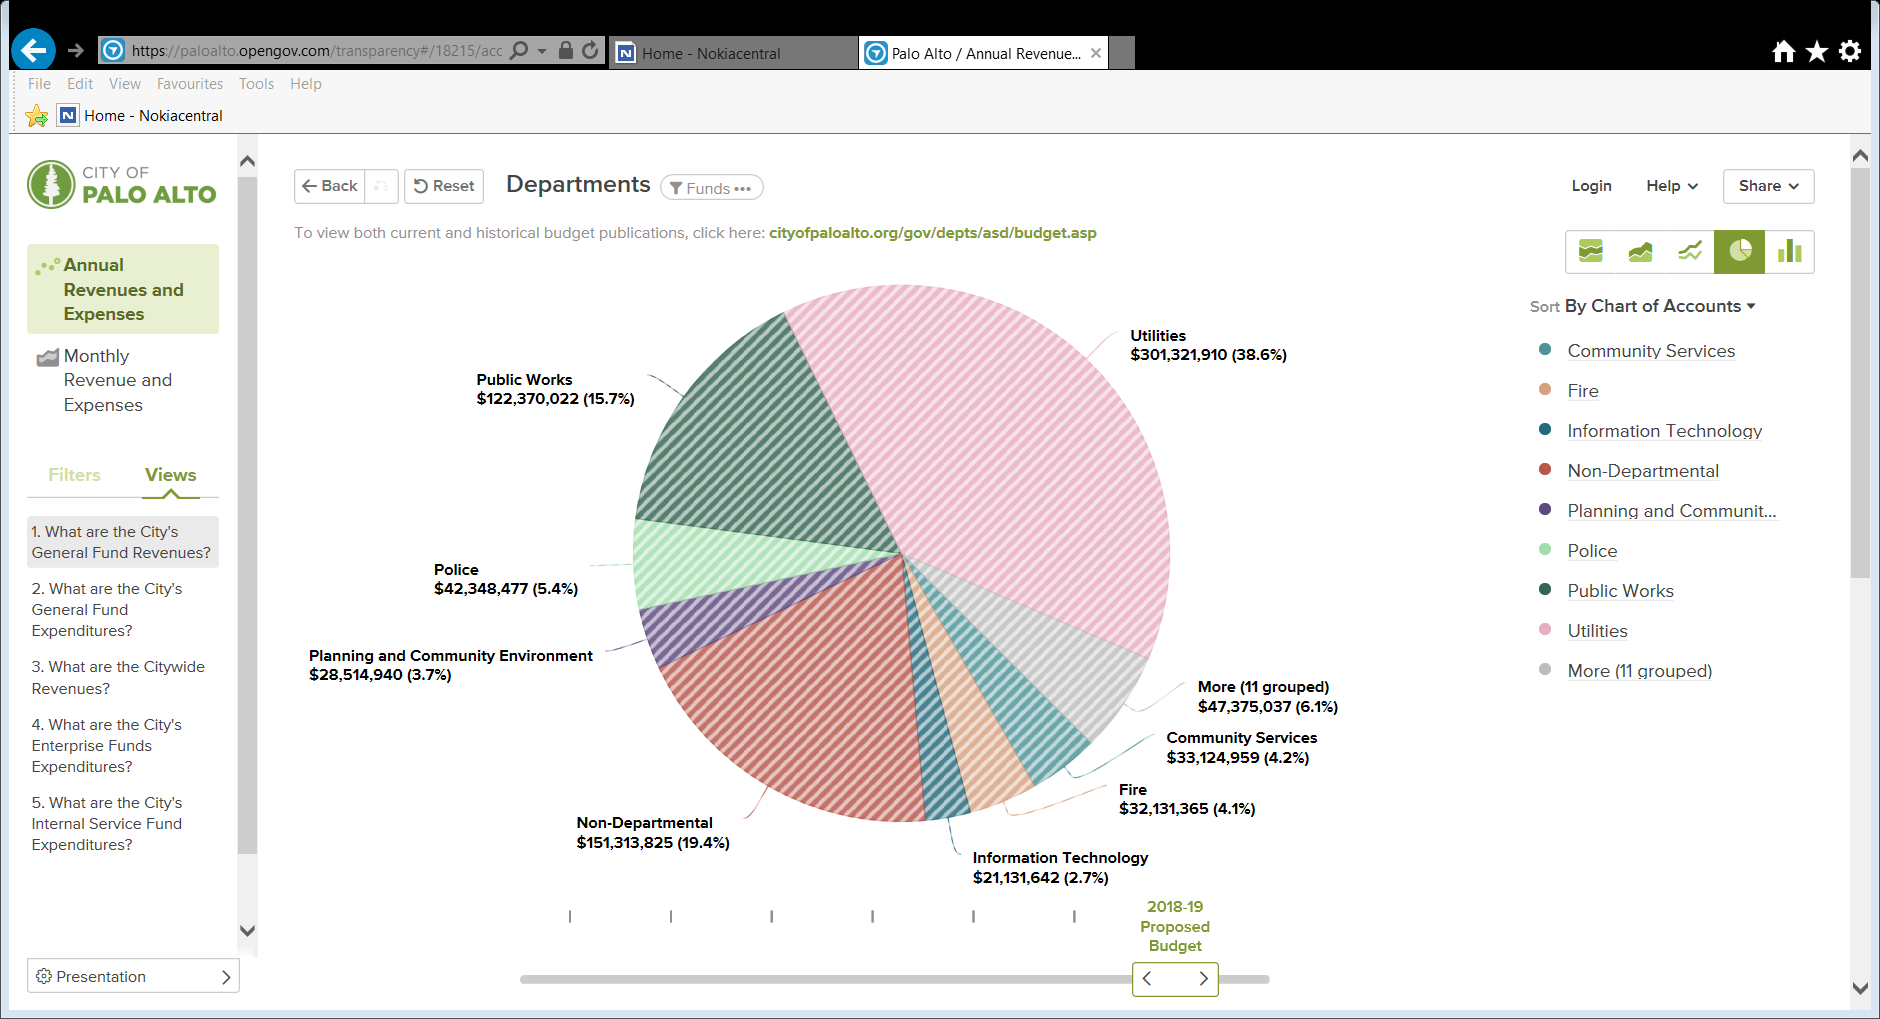 https://paloalto.opengov.com/transparency#/18215/acc
Home - Nokiacentral
Palo Alto / Annual Revenue...
File Edit View Favourites Tools Help
Home - Nokiacentral
CITY OF
PALO ALTO
Annual
Revenues and
Expenses
Monthly
Revenue and
Expenses
Filters Views
1. What are the City's
General Fund Revenues?
2. What are the City's
General Fund
Expenditures?
3. What are the Citywide
Revenues?
4. What are the City's
Enterprise Funds
Expenditures?
5. What are the City's
Internal Service Fund
Expenditures?
Presentation
Back
Reset
Departments
Funds •••
Login
Help
Share
To view both current and historical budget publications, click here: cityofpaloalto.org/gov/depts/asd/budget.asp
Utilities
$301,321,910 (38.6%)
Public Works
$122,370,022 (15.7%)
Police
$42,348,477 (5.4%)
Planning and Community Environment
$28,514,940 (3.7%)
More (11 grouped)
$47,375,037 (6.1%)
Community Services
$33,124,959 (4.2%)
Fire
$32,131,365 (4.1%)
Non-Departmental
$151,313,825 (19.4%)
Information Technology
$21,131,642 (2.7%)
2018-19
Proposed
Budget
Sort By Chart of Accounts
Community Services
Fire
Information Technology
Non-Departmental
Planning and Communit...
Police
Public Works
Utilities
More (11 grouped)